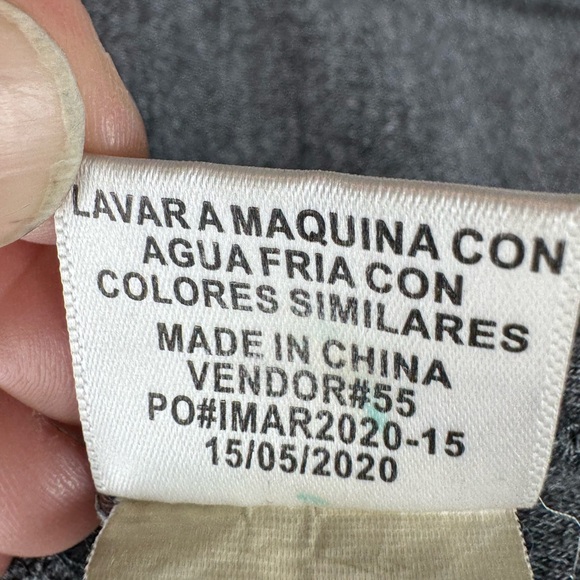 LAVAR A MAQUINA CON
AGUA FRIA CON
COLORES SIMILARES
MADE IN CHINA
VENDOR#55
PO#IMAR2020-15
15/05/2020